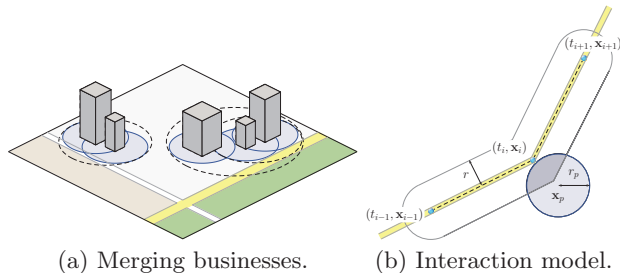 (t_{i+1}, x_{i+1})
(t_i, x_i)
r
r_p
x_p
(t_{i-1}, x_{i-1})
(a) Merging businesses.
(b) Interaction model.